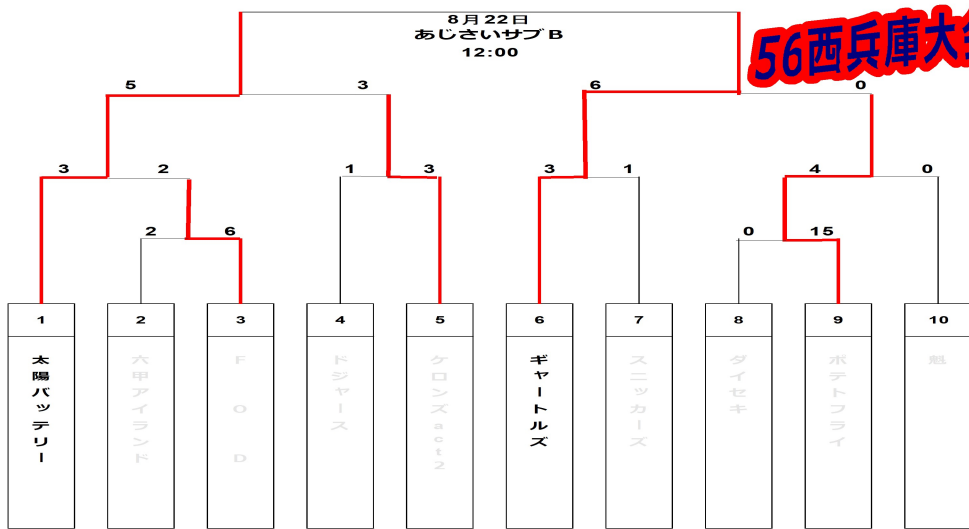 8月22日
あじさいサブB
12:00
56西兵庫大
5
3
6
0
3
2
1
3
3
1
4
0
2
6
0
15
1
2
3
4
5
6
7
8
9
10
太陽バッテリー
六甲アイランド
F O D
ドジャース
ケロンズact2
ギャートルズ
スニッカーズ
ダイセキ
ポテトフライ
魁